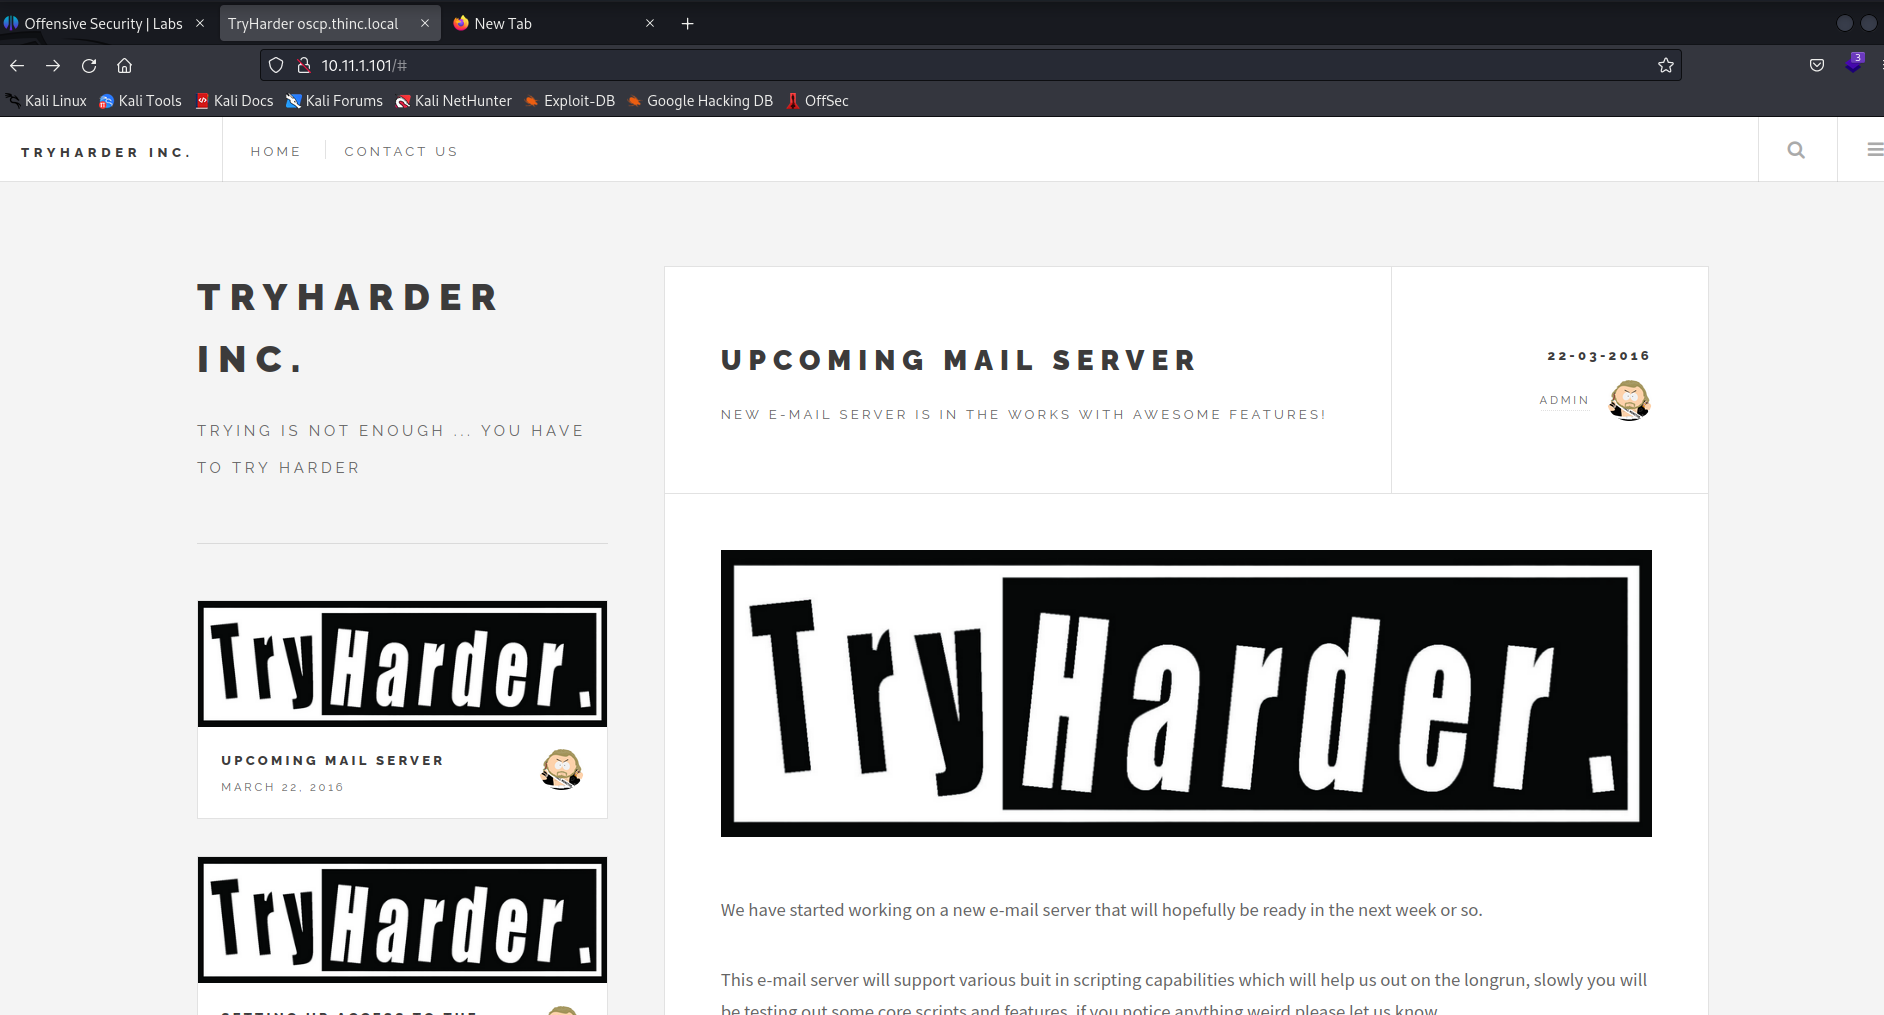 Offensive Security | Labs
TryHarder oscp.thinc.local
New Tab
10.11.1.101/#
3
Kali Linux
Kali Tools
Kali Docs
Kali Forums
Kali NetHunter
Exploit-DB
Google Hacking DB
OffSec
TRYHARDER INC.
HOME
CONTACT US
TRYHARDER
INC.
TRYING IS NOT ENOUGH ... YOU HAVE
TO TRY HARDER
TryHarder.
UPCOMING MAIL SERVER
MARCH 22, 2016
TryHarder.
SETTING UP ACCESS TO THE
UPCOMING MAIL SERVER
NEW E-MAIL SERVER IS IN THE WORKS WITH AWESOME FEATURES!
22-03-2016
ADMIN
TryHarder.
We have started working on a new e-mail server that will hopefully be ready in the next week or so.
This e-mail server will support various buit in scripting capabilities which will help us out on the longrun, slowly you will
be testing out some core scripts and features, if you notice anything weird please let us know.